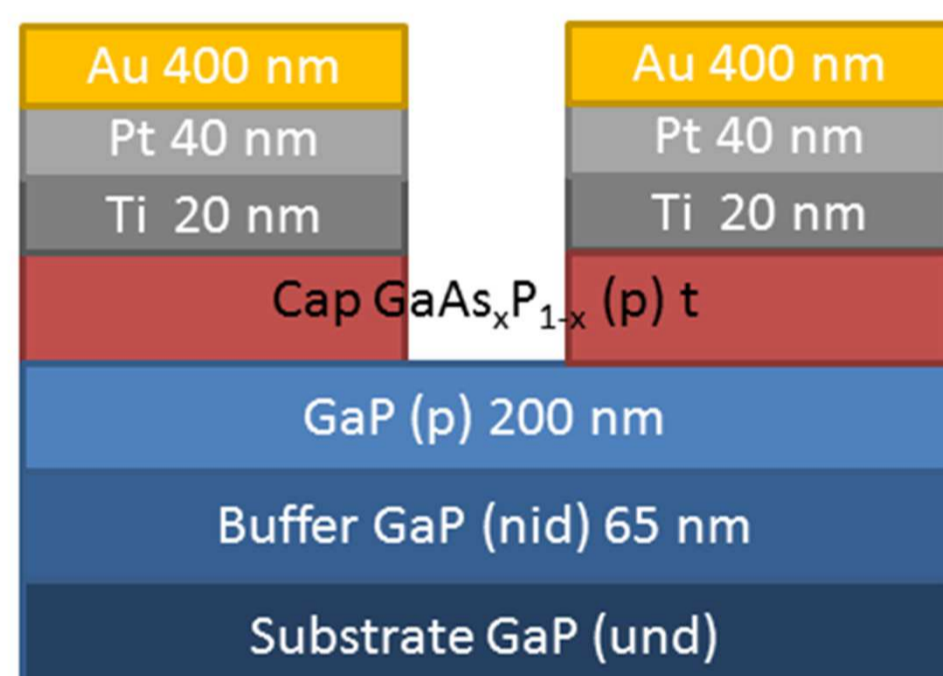 Au 400 nm
Au 400 nm
Pt 40 nm
Pt 40 nm
Ti 20 nm
Ti 20 nm
Cap GaAsₓP₁₋ₓ (p) t
GaP (p) 200 nm
Buffer GaP (nid) 65 nm
Substrate GaP (und)